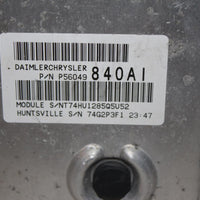 DAIMLERCHRYSLER
P/N P56049 840AI
MODULE S/NT74HU1285Q5U52
HUNTSVILLE S/N 74G2P3F1 23:47